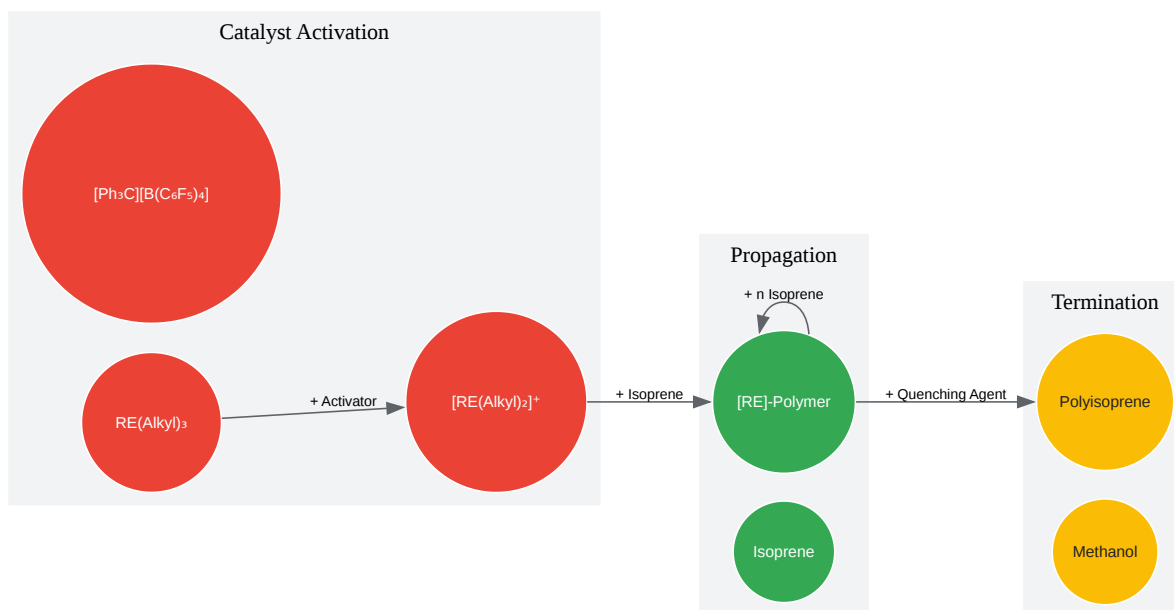 Catalyst Activation
[Ph₃C][B(C₆F₅)₄]
RE(Alkyl)₃
+ Activator
[RE(Alkyl)₂]⁺
+ Isoprene
Propagation
+ n Isoprene
[RE]-Polymer
Isoprene
+ Quenching Agent
Termination
Polyisoprene
Methanol